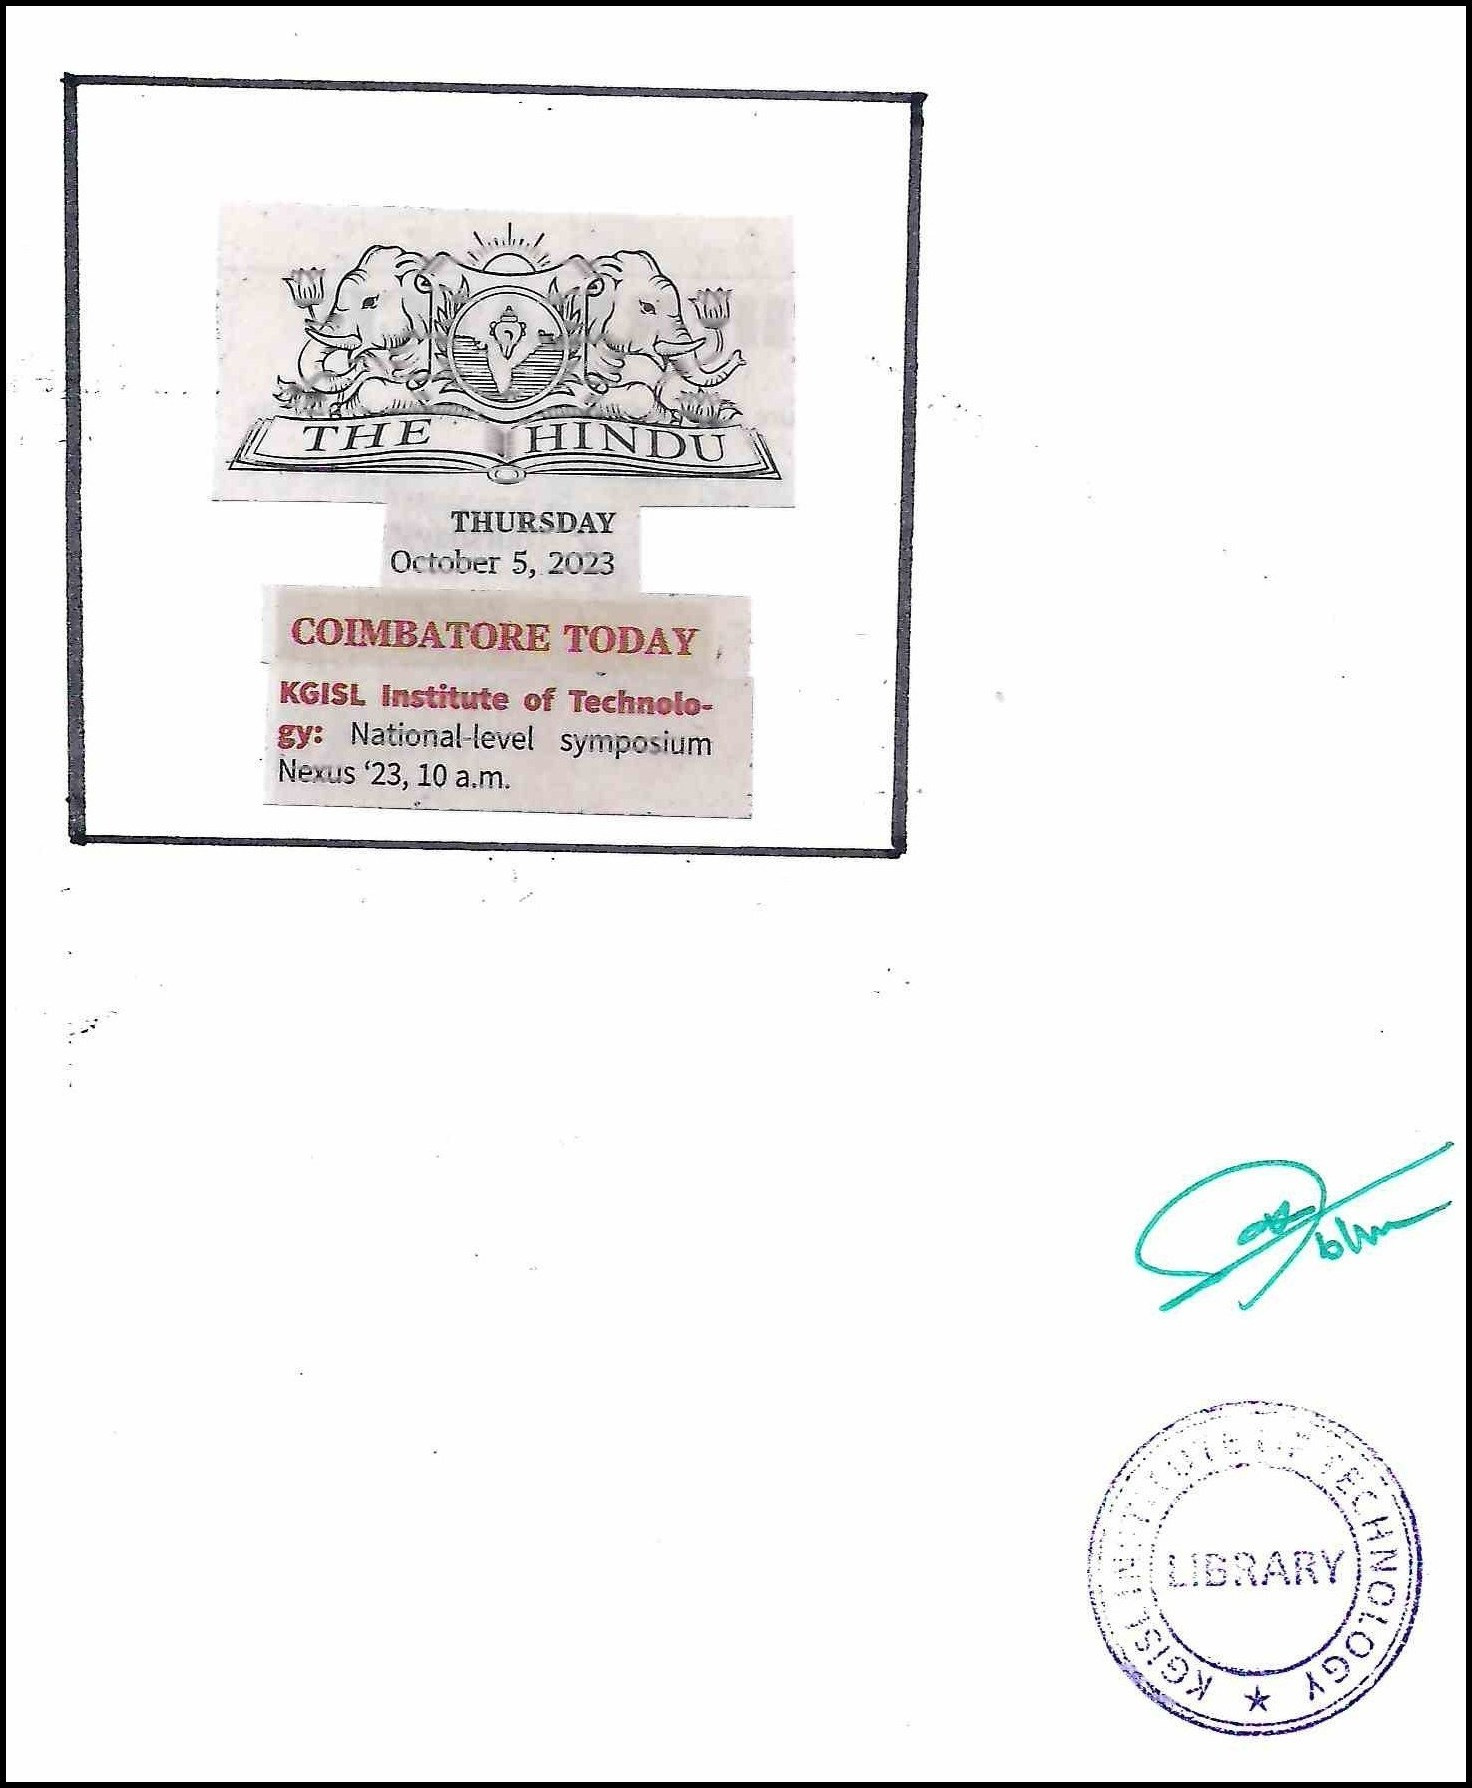 THE HINDU
THURSDAY
October 5, 2023
COIMBATORE TODAY
KGISL Institute of Technolo-
gy: National-level symposium
Nexus ‘23, 10 a.m.
KGISL INSTITUTE OF TECHNOLOGY ★
LIBRARY